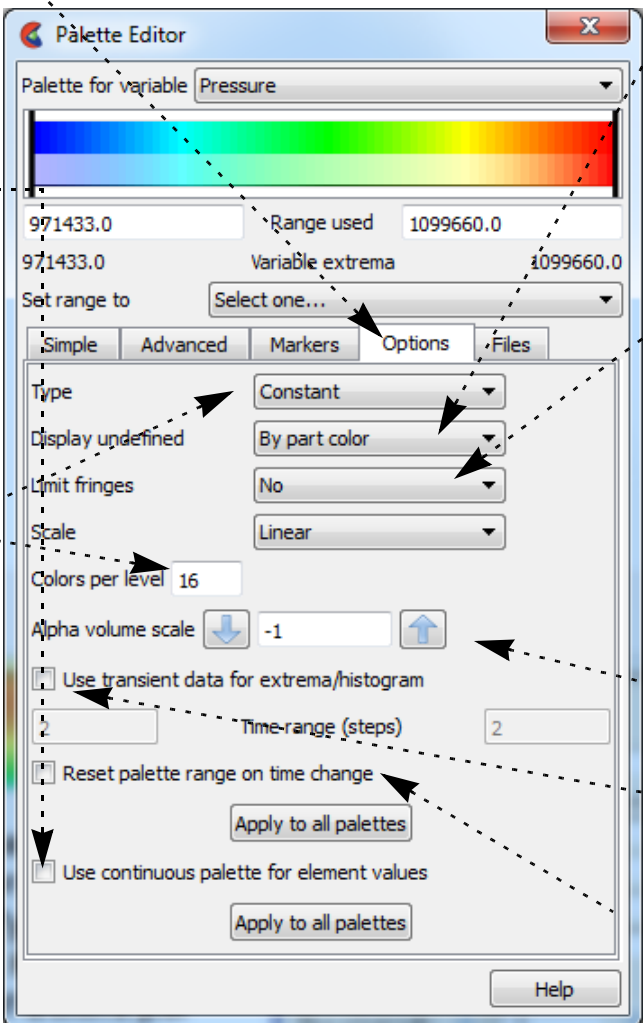 Palette Editor
Palette for variable Pressure
971433.0 Range used 1099660.0
971433.0 Variable extrema 1099660.0
Set range to Select one...
Simple Advanced Markers Options Files
Type Constant
Display undefined By part color
Limit fringes No
Scale Linear
Colors per level 16
Alpha volume scale -1
Use transient data for extrema/histogram
2 Time range (steps) 2
Reset palette range on time change
Apply to all palettes
Use continuous palette for element values
Apply to all palettes
Help